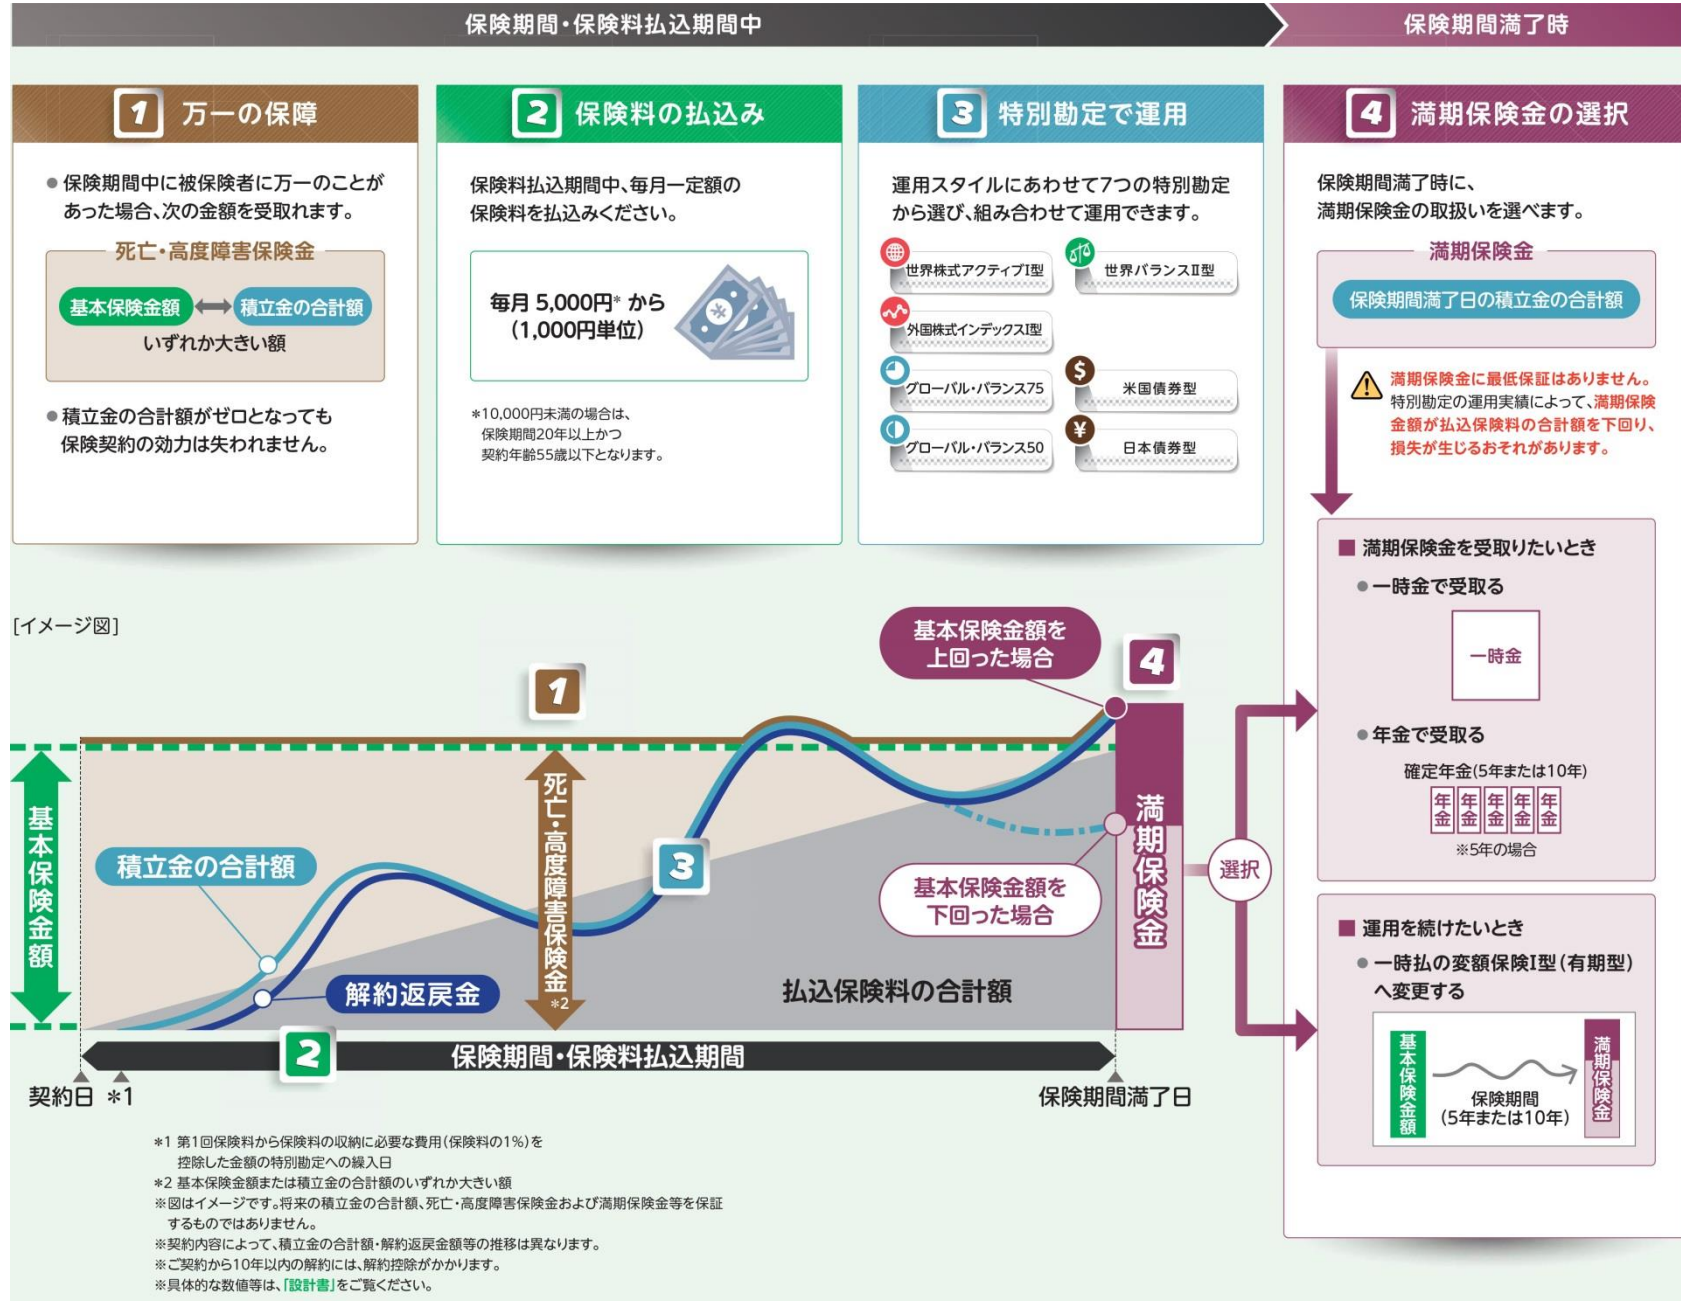 保険期間・保険料払込期間中
保険期間満了時
1 万一の保障
●保険期間中に被保険者に万一のことが
あった場合、次の金額を受取れます。
死亡・高度障害保険金
基本保険金額 ⟷ 積立金の合計額
いずれか大きい額
●積立金の合計額がゼロとなっても
保険契約の効力は失われません。
2 保険料の払込み
保険料払込期間中、毎月一定額の
保険料を払込みください。
毎月 5,000円* から
(1,000円単位)
*10,000円未満の場合は、
保険期間20年以上かつ
契約年齢55歳以下となります。
3 特別勘定で運用
運用スタイルにあわせて7つの特別勘定
から選び、組み合わせて運用できます。
世界株式アクティブI型
世界バランスII型
外国株式インデックスI型
グローバル・バランス75
$ 米国債券型
グローバル・バランス50
¥ 日本債券型
4 満期保険金の選択
保険期間満了時に、
満期保険金の取扱いを選べます。
満期保険金
保険期間満了日の積立金の合計額
満期保険金に最低保証はありません。
特別勘定の運用実績によって、満期保険
金額が払込保険料の合計額を下回り、
損失が生じるおそれがあります。
■ 満期保険金を受取りたいとき
●一時金で受取る
一時金
●年金で受取る
確定年金(5年または10年)
年金 年金 年金 年金 年金
※5年の場合
■ 運用を続けたいとき
●一時払の変額保険I型(有期型)
へ変更する
基本保険金額
保険期間
(5年または10年)
満期保険金
[イメージ図]
基本保険金額を
上回った場合
4
1
基本保険金額
死亡・高度障害保険金 *2
積立金の合計額
3
解約返戻金
払込保険料の合計額
基本保険金額を
下回った場合
満期保険金
選択
2
保険期間・保険料払込期間
契約日 *1
保険期間満了日
*1 第1回保険料から保険料の収納に必要な費用(保険料の1%)を
控除した金額の特別勘定への繰入日
*2 基本保険金額または積立金の合計額のいずれか大きい額
※図はイメージです。将来の積立金の合計額、死亡・高度障害保険金および満期保険金等を保証
するものではありません。
※契約内容によって、積立金の合計額・解約返戻金額等の推移は異なります。
※ご契約から10年以内の解約には、解約控除がかかります。
※具体的な数値等は、「設計書」をご覧ください。